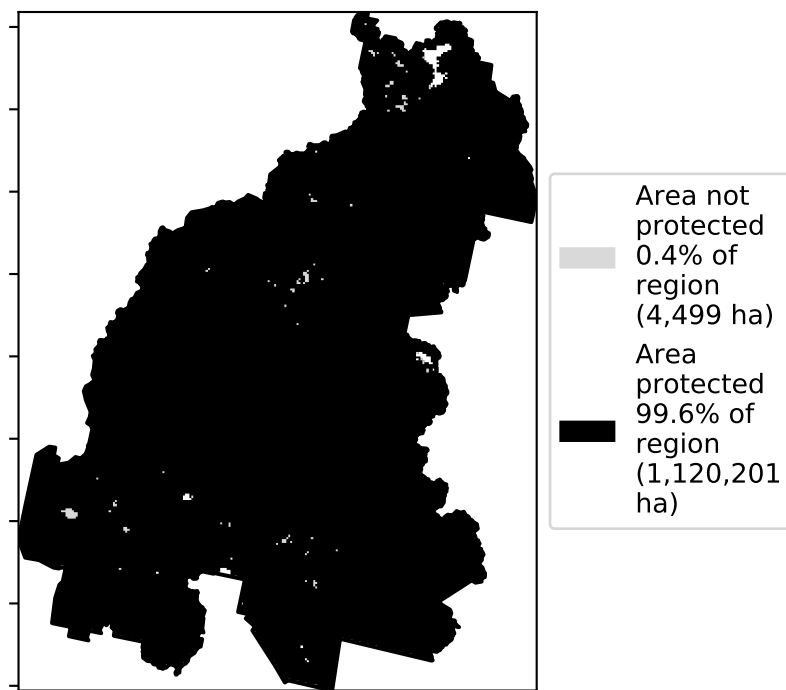 Area not
protected
0.4% of
region
(4,499 ha)
Area
protected
99.6% of
region
(1,120,201
ha)